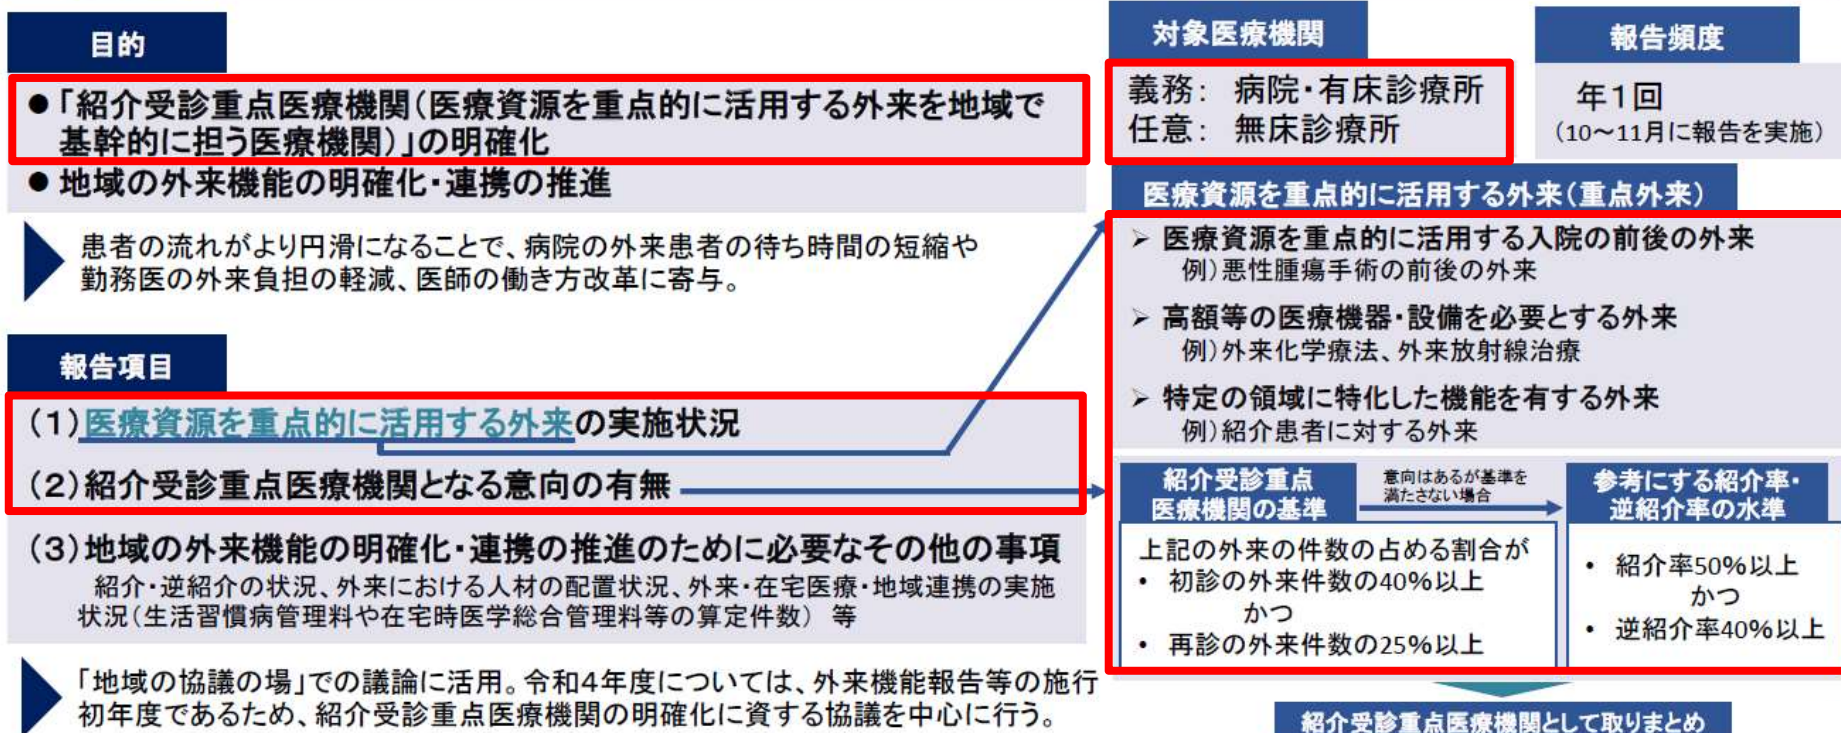 目的
●「紹介受診重点医療機関(医療資源を重点的に活用する外来を地域で
基幹的に担う医療機関)」の明確化
●地域の外来機能の明確化・連携の推進
患者の流れがより円滑になることで、病院の外来患者の待ち時間の短縮や
勤務医の外来負担の軽減、医師の働き方改革に寄与。
報告項目
(1)医療資源を重点的に活用する外来の実施状況
(2)紹介受診重点医療機関となる意向の有無
(3)地域の外来機能の明確化・連携の推進のために必要なその他の事項
紹介・逆紹介の状況、外来における人材の配置状況、外来・在宅医療・地域連携の実施
状況(生活習慣病管理料や在宅時医学総合管理料等の算定件数) 等
「地域の協議の場」での議論に活用。令和4年度については、外来機能報告等の施行
初年度であるため、紹介受診重点医療機関の明確化に資する協議を中心に行う。
対象医療機関
義務: 病院・有床診療所
任意: 無床診療所
報告頻度
年1回
(10~11月に報告を実施)
医療資源を重点的に活用する外来(重点外来)
➢ 医療資源を重点的に活用する入院の前後の外来
例)悪性腫瘍手術の前後の外来
➢ 高額等の医療機器・設備を必要とする外来
例)外来化学療法、外来放射線治療
➢ 特定の領域に特化した機能を有する外来
例)紹介患者に対する外来
紹介受診重点
医療機関の基準
意向はあるが基準を
満たさない場合
参考にする紹介率・
逆紹介率の水準
上記の外来の件数の占める割合が
• 初診の外来件数の40%以上
かつ
• 再診の外来件数の25%以上
• 紹介率50%以上
かつ
• 逆紹介率40%以上
紹介受診重点医療機関として取りまとめ